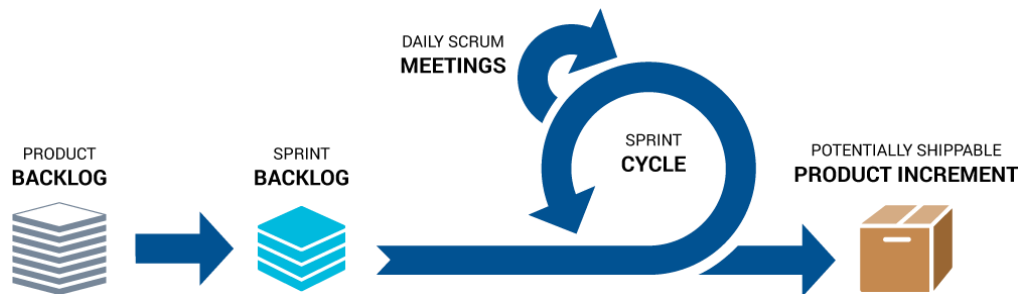 DAILY SCRUM
MEETINGS
PRODUCT
BACKLOG
SPRINT
BACKLOG
SPRINT
CYCLE
POTENTIALLY SHIPPABLE
PRODUCT INCREMENT